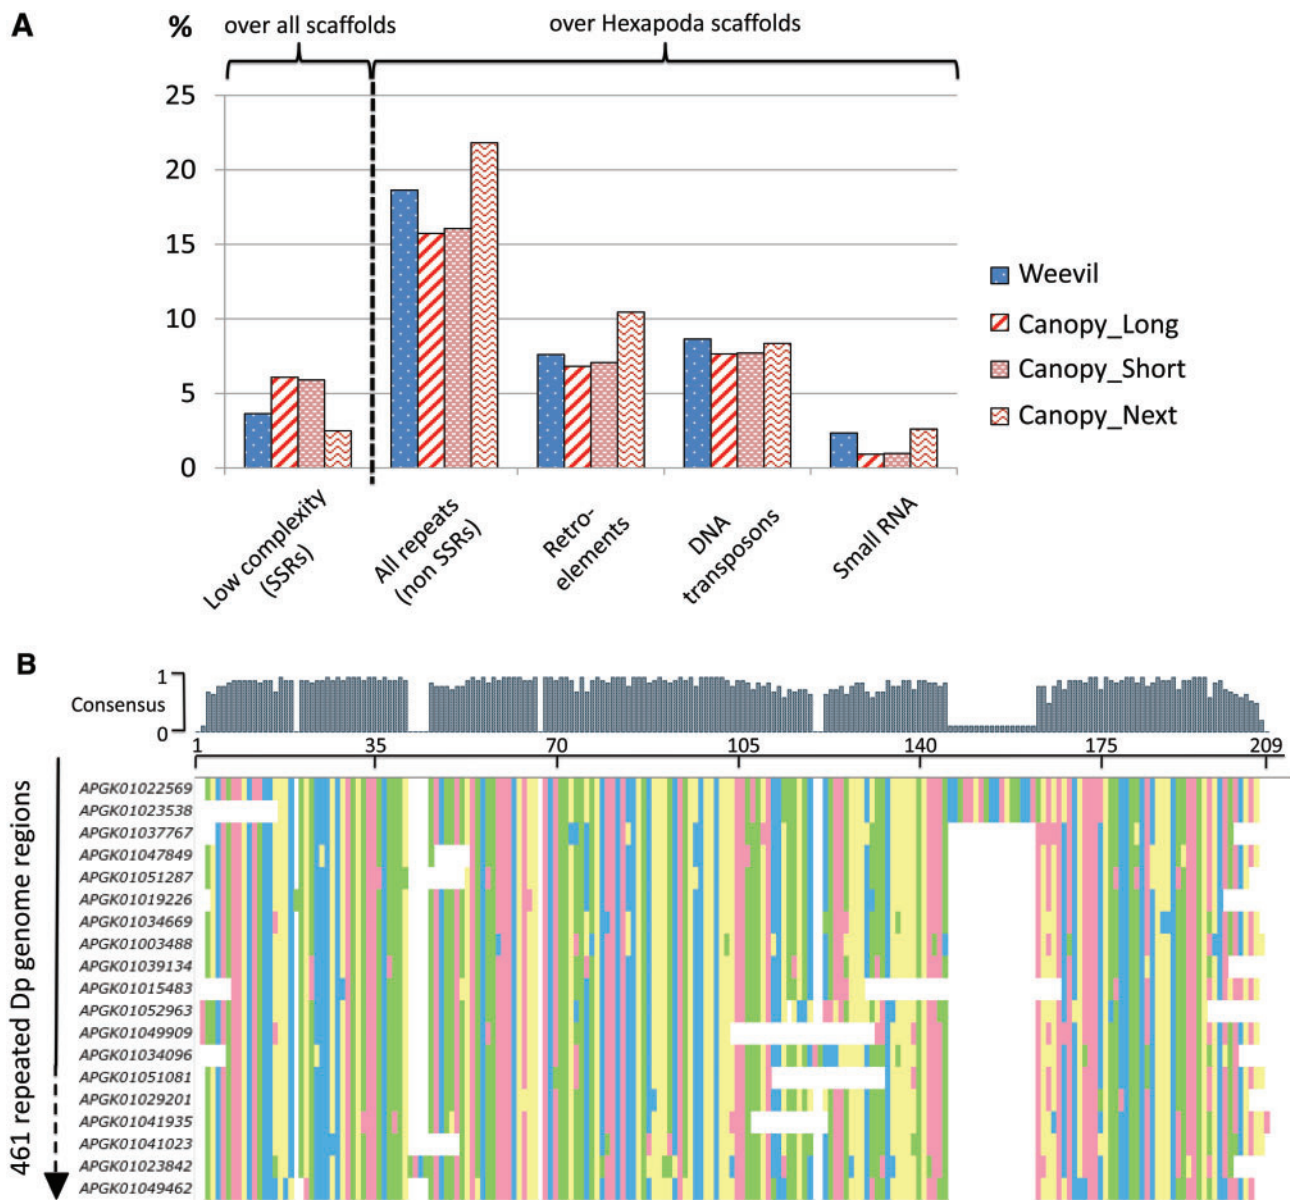 A
%
over all scaffolds
over Hexapoda scaffolds
25
20
15
10
5
0
Low complexity
(SSRs)
All repeats
(non SSRs)
Retro-
elements
DNA
transposons
Small RNA
Weevil
Canopy_Long
Canopy_Short
Canopy_Next
B
Consensus
1
0
1 35 70 105 140 175 209
461 repeated Dp genome regions
APGK01022569
APGK01023538
APGK01037767
APGK01047849
APGK01051287
APGK01019226
APGK01034669
APGK01003488
APGK01039134
APGK01015483
APGK01052963
APGK01049909
APGK01034096
APGK01051081
APGK01029201
APGK01041935
APGK01041023
APGK01023842
APGK01049462